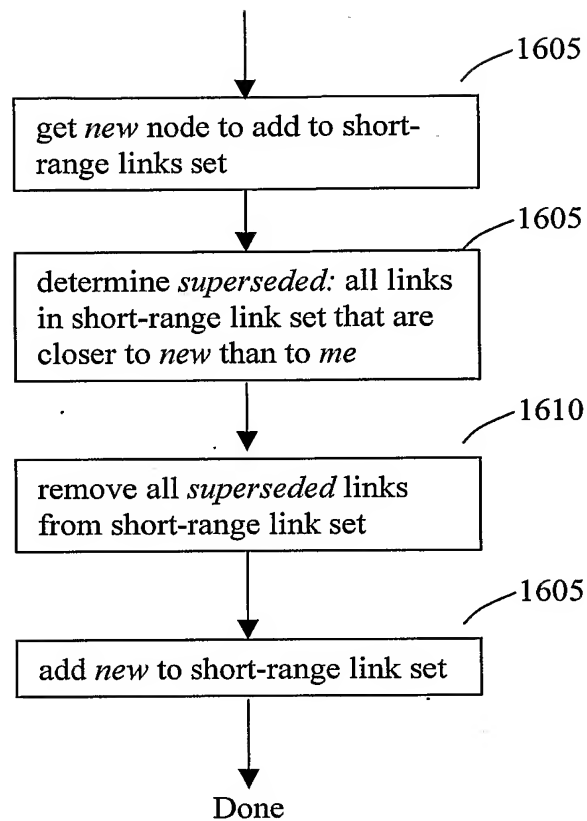 1605
get new node to add to short-
range links set
1605
determine superseded: all links
in short-range link set that are
closer to new than to me
1610
remove all superseded links
from short-range link set
1605
add new to short-range link set
Done